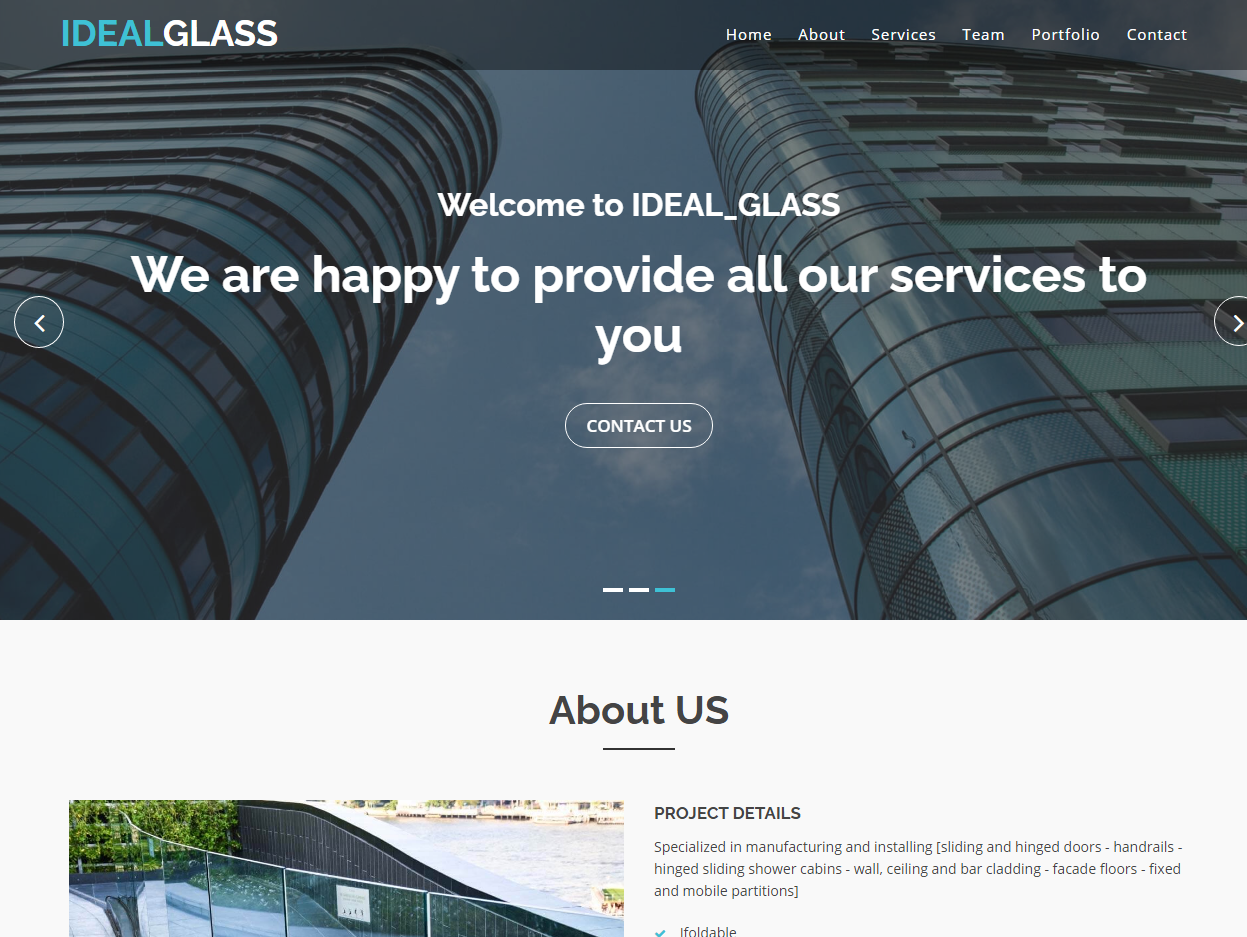 IDEALGLASS
Home About Services Team Portfolio Contact
Welcome to IDEAL_GLASS
We are happy to provide all our services to
you
CONTACT US
About US
PROJECT DETAILS
Specialized in manufacturing and installing [sliding and hinged doors - handrails -
hinged sliding shower cabins - wall, ceiling and bar cladding - facade floors - fixed
and mobile partitions]
Ifoldable